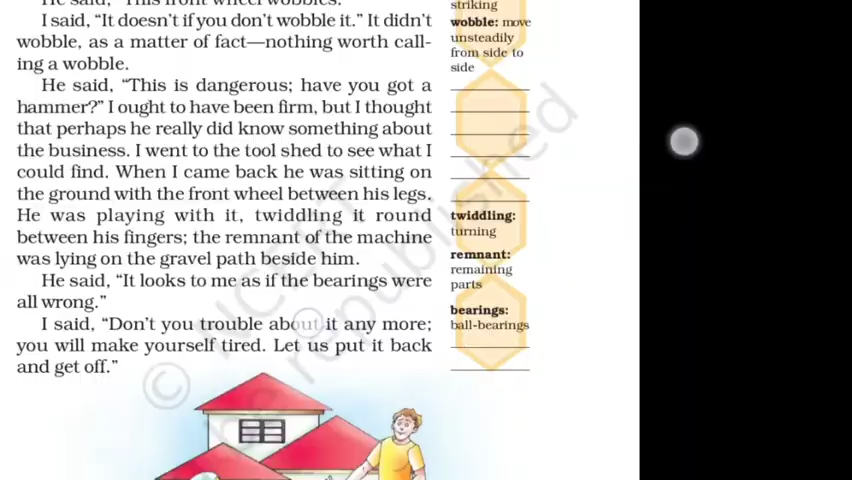 He said, "This front wheel wobbles."
I said, "It doesn't if you don't wobble it." It didn't
wobble, as a matter of fact—nothing worth call-
ing a wobble.
He said, "This is dangerous; have you got a
hammer?" I ought to have been firm, but I thought
that perhaps he really did know something about
the business. I went to the tool shed to see what I
could find. When I came back he was sitting on
the ground with the front wheel between his legs.
He was playing with it, twiddling it round
between his fingers; the remnant of the machine
was lying on the gravel path beside him.
He said, "It looks to me as if the bearings were
all wrong."
I said, "Don't you trouble about it any more;
you will make yourself tired. Let us put it back
and get off."
striking
wobble: move
unsteadily
from side to
side
twiddling:
turning
remnant:
remaining
parts
bearings:
ball-bearings
© NCERT
be republished